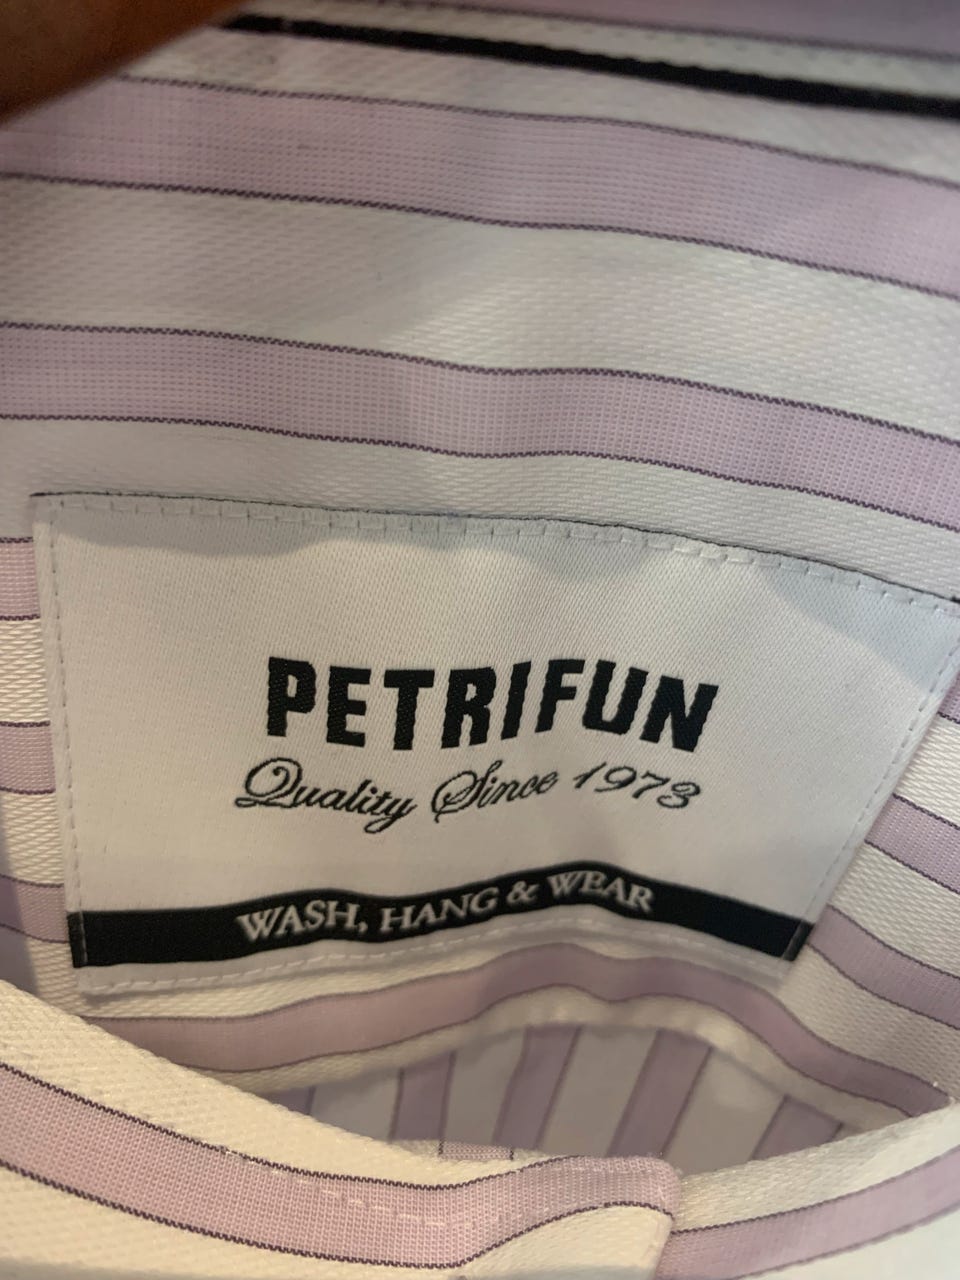 PETRIFUN
Quality Since 1973
WASH, HANG & WEAR